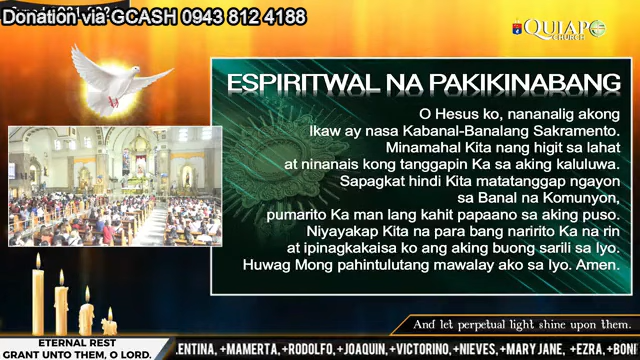 Donation via GCASH 0943 812 4188
QUIAPO
CHURCH
ESPIRITWAL NA PAKIKINABANG
O Hesus ko, nananalig akong
Ikaw ay nasa Kabanal-Banalang Sakramento.
Minamahal Kita nang higit sa lahat
at ninanais kong tanggapin Ka sa aking kaluluwa.
Sapagkat hindi Kita matatanggap ngayon
sa Banal na Komunyon,
pumarito Ka man lang kahit papaano sa aking puso.
Niyayakap Kita na para bang naririto Ka na rin
at ipinagkakaisa ko ang aking buong sarili sa Iyo.
Huwag Mong pahintulutang mawalay ako sa Iyo. Amen.
And let perpetual light shine upon them.
ETERNAL REST
GRANT UNTO THEM, O LORD.
.ENTINA, +MAMERTA, +RODOLFO, +JOAQUIN, +VICTORINO, +NIEVES, +MARY JANE, +EZRA, +BONI